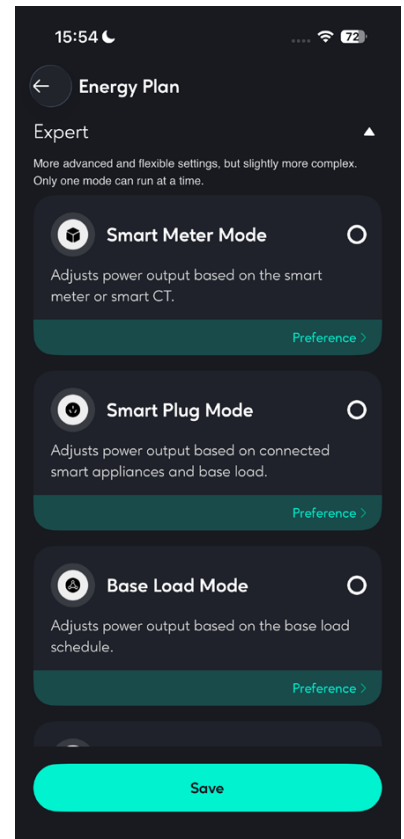 15:54
72
Energy Plan
Expert
More advanced and flexible settings, but slightly more complex.
Only one mode can run at a time.
Smart Meter Mode
Adjusts power output based on the smart
meter or smart CT.
Preference >
Smart Plug Mode
Adjusts power output based on connected
smart appliances and base load.
Preference >
Base Load Mode
Adjusts power output based on the base load
schedule.
Preference >
Save